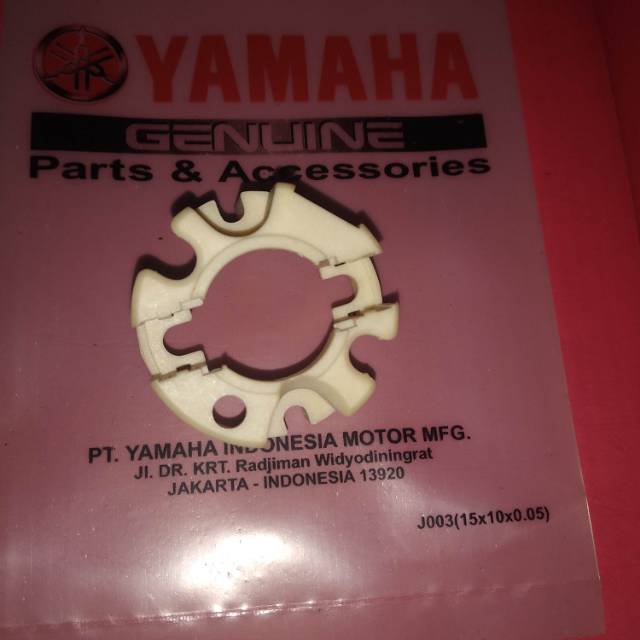 YAMAHA
GENUINE
Parts & Accessories
PT. YAMAHA INDONESIA MOTOR MFG.
Jl. DR. KRT. Radjiman Widyodiningrat
JAKARTA - INDONESIA 13920
J003(15x10x0.05)